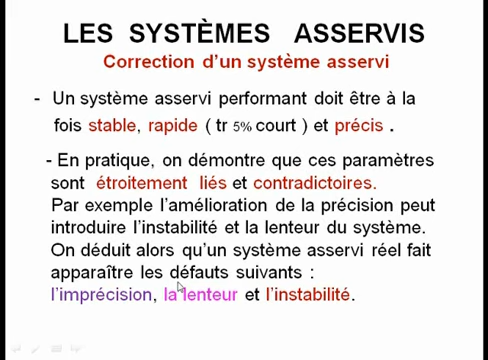 LES SYSTÈMES ASSERVIS
Correction d'un système asservi
- Un système asservi performant doit être à la
fois stable, rapide ( tr 5% court ) et précis .
- En pratique, on démontre que ces paramètres
sont étroitement liés et contradictoires.
Par exemple l'amélioration de la précision peut
introduire l'instabilité et la lenteur du système.
On déduit alors qu'un système asservi réel fait
apparaître les défauts suivants :
l'imprécision, la lenteur et l'instabilité.